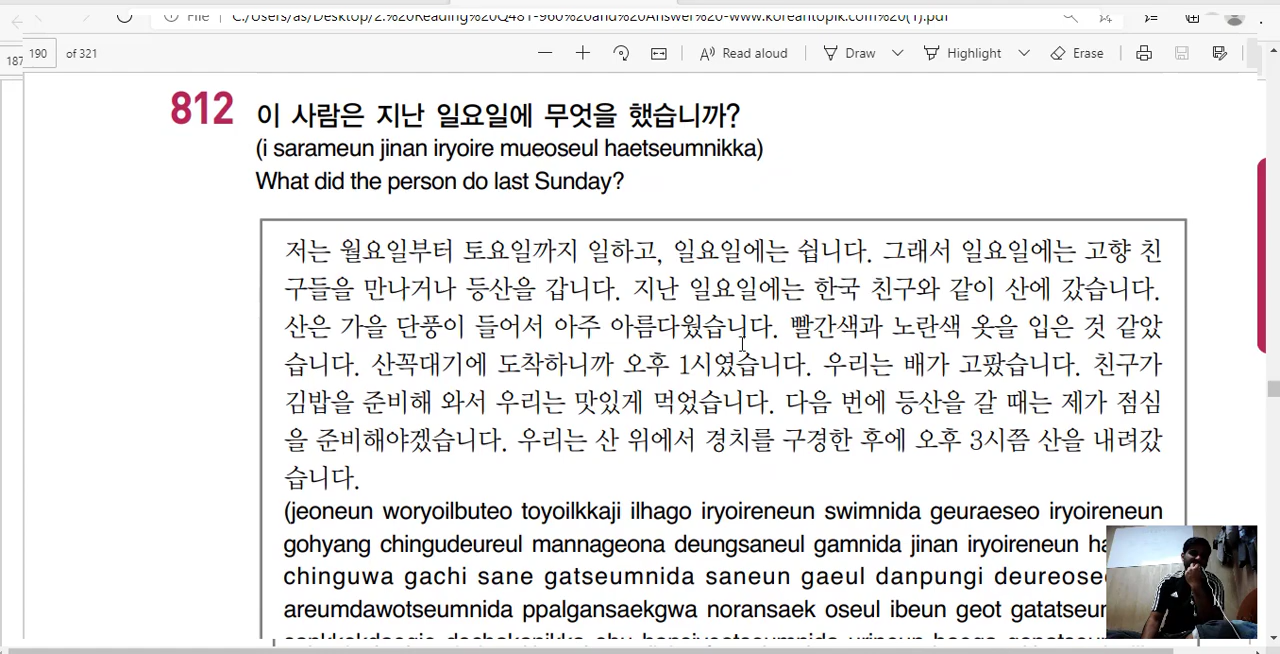 File
C:/Users/as/Desktop/2.%20Reading%20Q481-960%20and%20Answer%20-www.koreantopik.com%20(1).pdf
187
190 of 321
Read aloud
Draw
Highlight
Erase
812 이 사람은 지난 일요일에 무엇을 했습니까?
(i sarameun jinan iryoire mueoseul haetseumnikka)
What did the person do last Sunday?
저는 월요일부터 토요일까지 일하고, 일요일에는 쉽니다. 그래서 일요일에는 고향 친
구들을 만나거나 등산을 갑니다. 지난 일요일에는 한국 친구와 같이 산에 갔습니다.
산은 가을 단풍이 들어서 아주 아름다웠습니다. 빨간색과 노란색 옷을 입은 것 같았
습니다. 산꼭대기에 도착하니까 오후 1시였습니다. 우리는 배가 고팠습니다. 친구가
김밥을 준비해 와서 우리는 맛있게 먹었습니다. 다음 번에 등산을 갈 때는 제가 점심
을 준비해야겠습니다. 우리는 산 위에서 경치를 구경한 후에 오후 3시쯤 산을 내려갔
습니다.
(jeoneun woryoilbuteo toyoilkkaji ilhago iryoireneun swimnida geuraeseo iryoireneun
gohyang chingudeureul mannageona deungsaneul gamnida jinan iryoireneun
chinguwa gachi sane gatseumnida saneun gaeul danpungi
areumdawotseumnida ppalgansaekgwa noransaek oseul ibeun geot